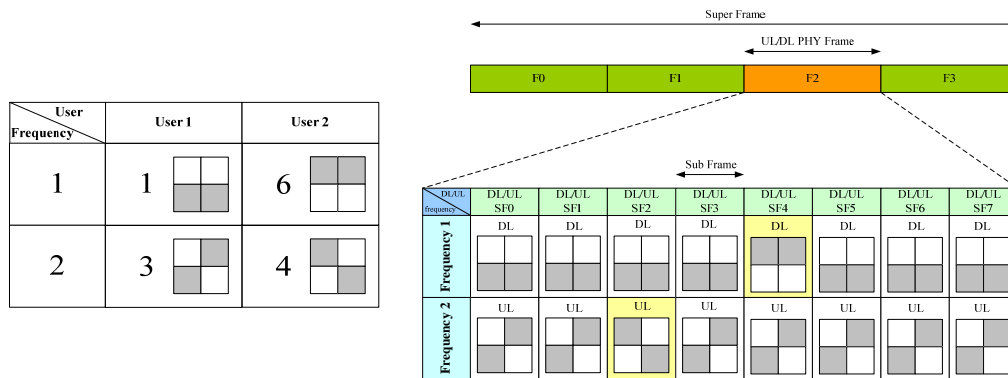 User
Frequency
User 1
User 2
1
1
6
2
3
4
Super Frame
UL/DL PHY Frame
F0 F1 F2 F3
Sub Frame
DL/UL
frequency
DL/UL DL/UL DL/UL DL/UL DL/UL DL/UL DL/UL DL/UL
SF0 SF1 SF2 SF3 SF4 SF5 SF6 SF7
Frequency 1
DL DL DL DL DL DL DL DL
Frequency 2
UL UL UL UL UL UL UL UL